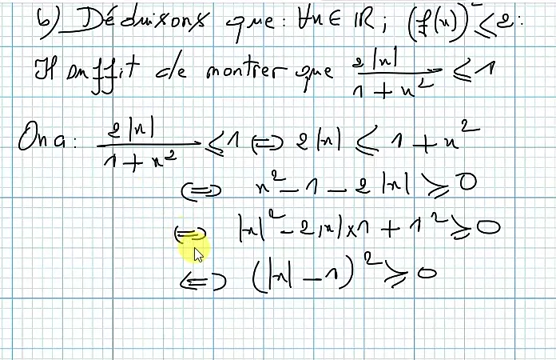 b) Déduisons que: ∀x ∈ ℝ; (f(x))² ≤ 2:
Il suffit de montrer que 2|x| / (1 + x²) ≤ 1
On a: 2|x| / (1 + x²) ≤ 1 ⟺ 2|x| ≤ 1 + x²
⟺ x² - 1 - 2|x| ≥ 0
⟺ |x|² - 2|x|×1 + 1² ≥ 0
⟺ (|x| - 1)² ≥ 0